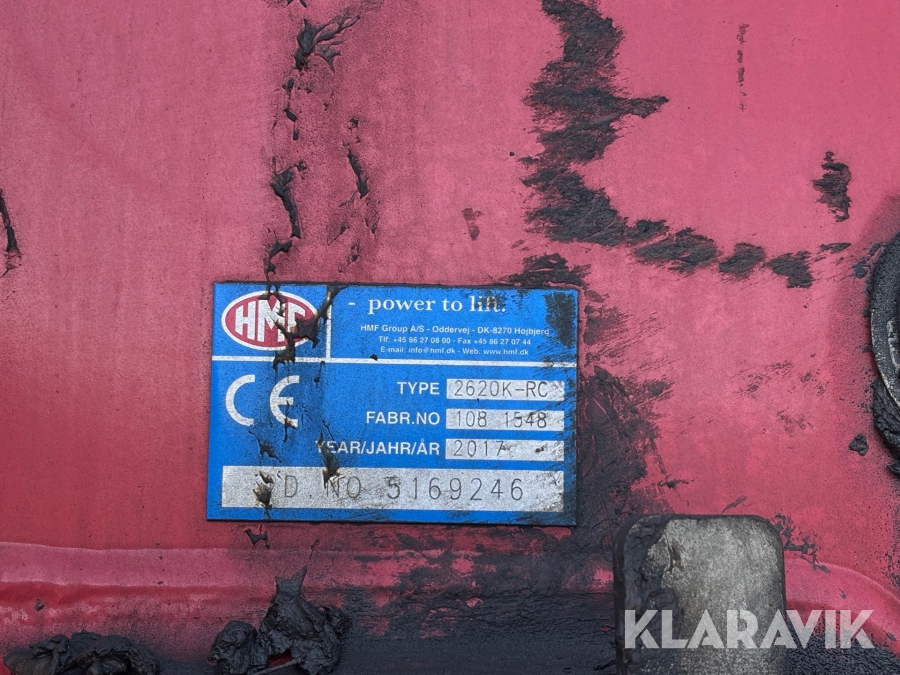 HMF
- power to lift.
HMF Group A/S - Oddervej - DK-8270 Højbjerg
Tlf: +45 86 27 08 00 - Fax +45 86 27 07 44
E-mail: info@hmf.dk - Web: www.hmf.dk
CE
TYPE 2620K-RC
FABR.NO 108 1548
YEAR/JAHR/ÅR 2017
D.NO 5169246
KLARAVIK